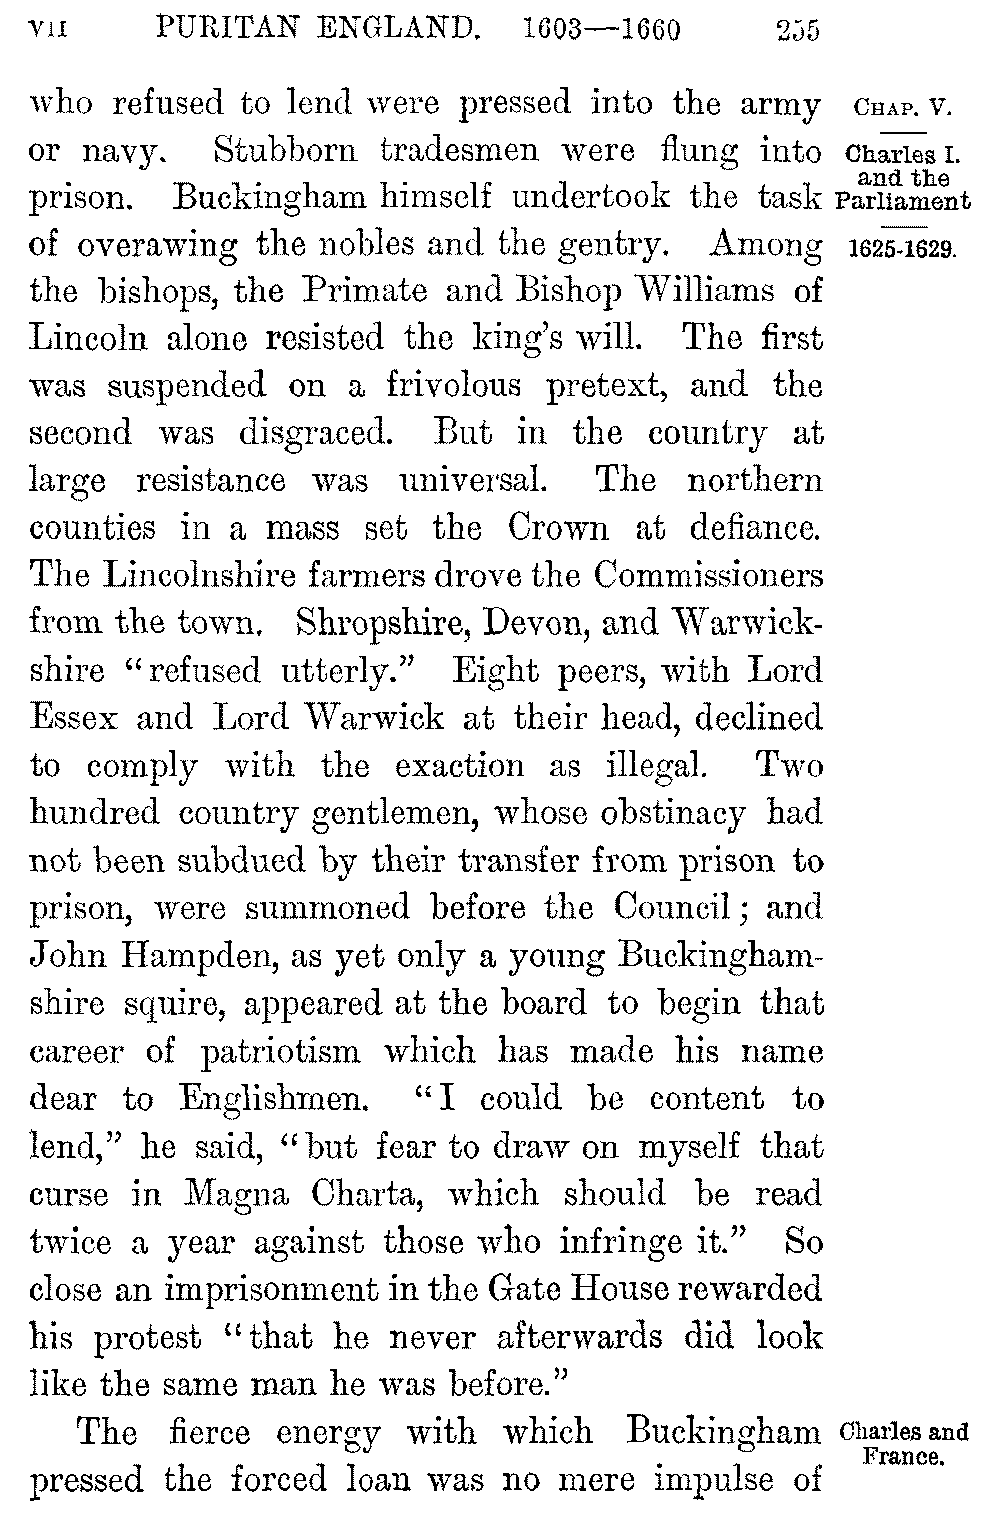 VII PURITAN ENGLAND. 1603—1660 255
who refused to lend were pressed into the army
or navy. Stubborn tradesmen were flung into
prison. Buckingham himself undertook the task
of overawing the nobles and the gentry. Among
the bishops, the Primate and Bishop Williams of
Lincoln alone resisted the king's will. The first
was suspended on a frivolous pretext, and the
second was disgraced. But in the country at
large resistance was universal. The northern
counties in a mass set the Crown at defiance.
The Lincolnshire farmers drove the Commissioners
from the town. Shropshire, Devon, and Warwick-
shire "refused utterly." Eight peers, with Lord
Essex and Lord Warwick at their head, declined
to comply with the exaction as illegal. Two
hundred country gentlemen, whose obstinacy had
not been subdued by their transfer from prison to
prison, were summoned before the Council; and
John Hampden, as yet only a young Buckingham-
shire squire, appeared at the board to begin that
career of patriotism which has made his name
dear to Englishmen. "I could be content to
lend," he said, "but fear to draw on myself that
curse in Magna Charta, which should be read
twice a year against those who infringe it." So
close an imprisonment in the Gate House rewarded
his protest "that he never afterwards did look
like the same man he was before."
The fierce energy with which Buckingham
pressed the forced loan was no mere impulse of
CHAP. V.
Charles I.
and the
Parliament
1625-1629.
Charles and
France.